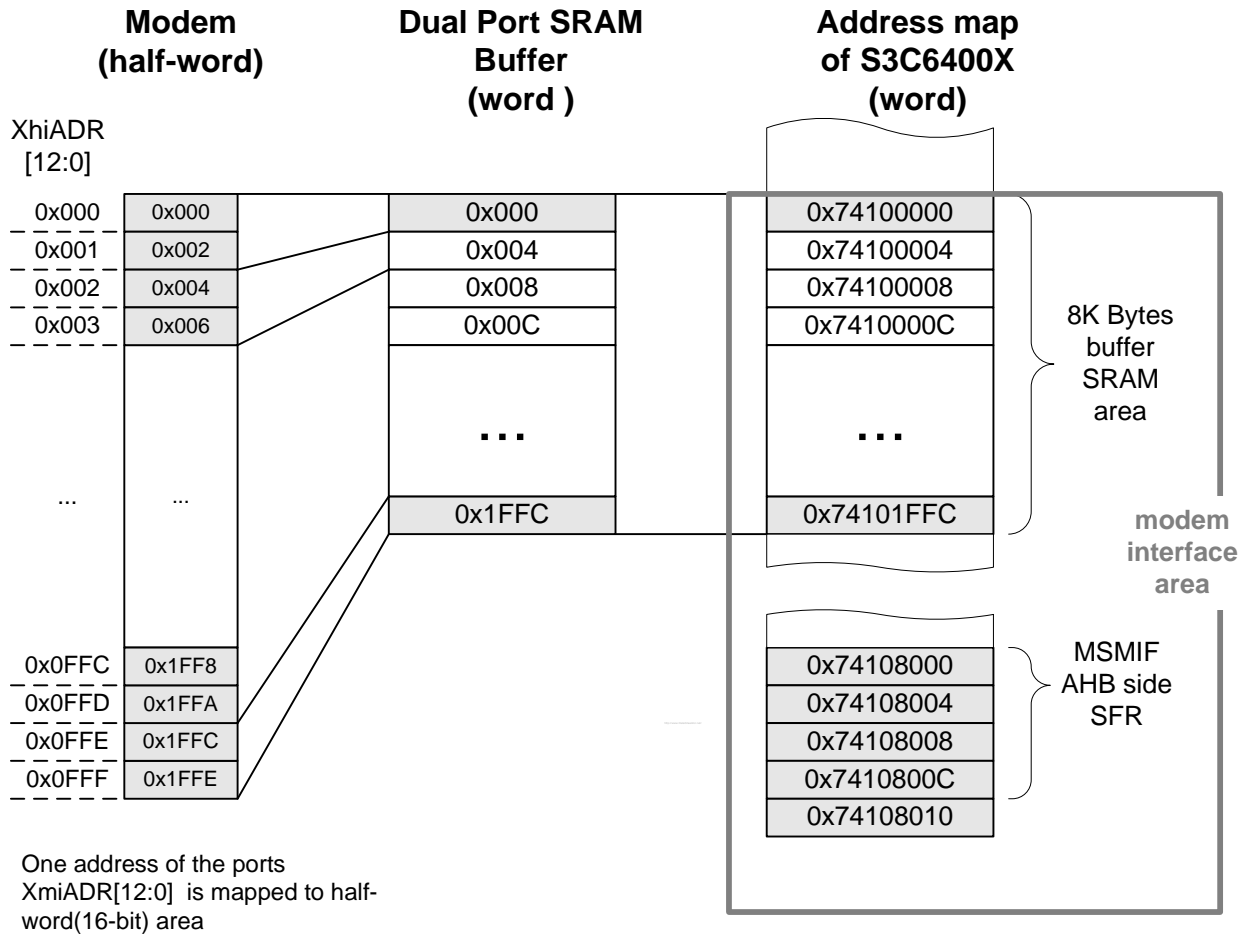 Modem
(half-word)
Dual Port SRAM
Buffer
(word )
Address map
of S3C6400X
(word)
XhiADR
[12:0]
0x000 0x000 0x000 0x74100000
0x001 0x002 0x004 0x74100004
0x002 0x004 0x008 0x74100008
0x003 0x006 0x00C 0x7410000C
8K Bytes
buffer
SRAM
area
... ... ... ...
0x1FFC 0x74101FFC
modem
interface
area
0x0FFC 0x1FF8 0x74108000
0x0FFD 0x1FFA 0x74108004
0x0FFE 0x1FFC 0x74108008
0x0FFF 0x1FFE 0x7410800C
0x74108010
MSMIF
AHB side
SFR
One address of the ports
XmiADR[12:0] is mapped to half-
word(16-bit) area